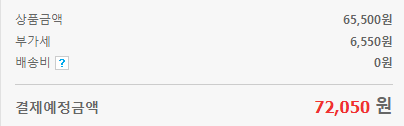 상품금액 65,500원
부가세 6,550원
배송비 ? 0원
결제예정금액 72,050 원